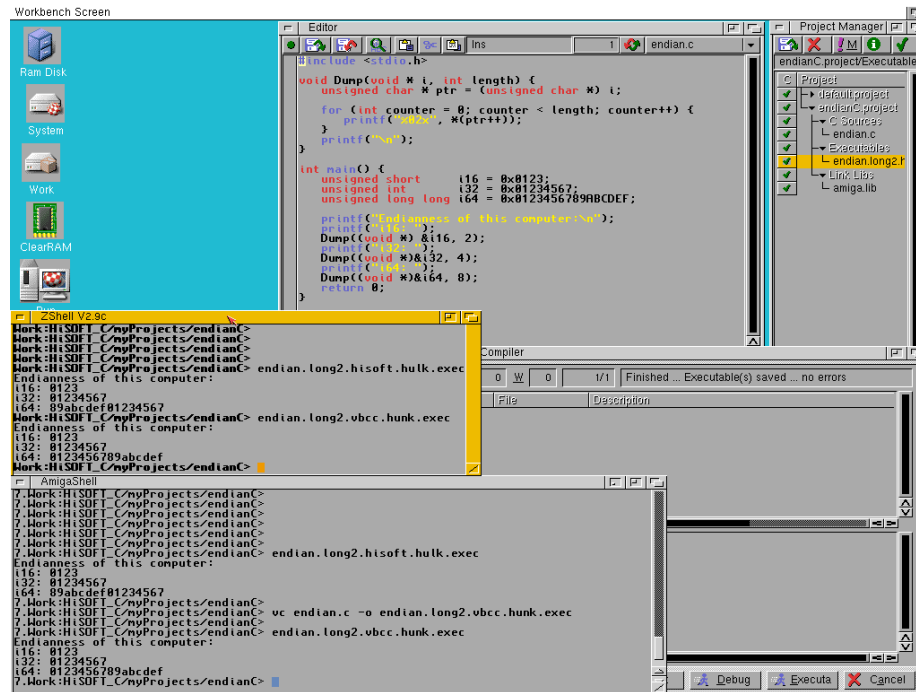 Workbench Screen
Ram Disk
System
Work
ClearRAM
Editor
Ins
1
endian.c
#include <stdio.h>
void Dump(void * i, int length) {
unsigned char * ptr = (unsigned char *) i;
for (int counter = 0; counter < length; counter++) {
printf("%02x", *(ptr++));
}
printf("\n");
}
int main() {
unsigned short i16 = 0x0123;
unsigned int i32 = 0x01234567;
unsigned long long i64 = 0x0123456789ABCDEF;
printf("Endianness of this computer:\n");
printf("i16: ");
Dump((void *) &i16, 2);
printf("i32: ");
Dump((void *)&i32, 4);
printf("i64: ");
Dump((void *)&i64, 8);
return 0;
}
Project Manager
M
endianC.project/Executable
C Project
default.project
endianC.project
C Sources
endian.c
Executables
endian.long2.h
Link Libs
amiga.lib
ZShell V2.9c
Work:HiSOFT_C/myProjects/endianC>
Work:HiSOFT_C/myProjects/endianC>
Work:HiSOFT_C/myProjects/endianC>
Work:HiSOFT_C/myProjects/endianC>
Work:HiSOFT_C/myProjects/endianC> endian.long2.hisoft.hulk.exec
Endianness of this computer:
i16: 0123
i32: 01234567
i64: 89abcdef01234567
Work:HiSOFT_C/myProjects/endianC> endian.long2.vbcc.hunk.exec
Endianness of this computer:
i16: 0123
i32: 01234567
i64: 0123456789abcdef
Work:HiSOFT_C/myProjects/endianC>
Compiler
0 W 0 1/1 Finished ... Executable(s) saved ... no errors
File Description
AmigaShell
7.Work:HiSOFT_C/myProjects/endianC>
7.Work:HiSOFT_C/myProjects/endianC>
7.Work:HiSOFT_C/myProjects/endianC>
7.Work:HiSOFT_C/myProjects/endianC>
7.Work:HiSOFT_C/myProjects/endianC>
7.Work:HiSOFT_C/myProjects/endianC>
7.Work:HiSOFT_C/myProjects/endianC> endian.long2.hisoft.hulk.exec
Endianness of this computer:
i16: 0123
i32: 01234567
i64: 89abcdef01234567
7.Work:HiSOFT_C/myProjects/endianC>
7.Work:HiSOFT_C/myProjects/endianC> vc endian.c -o endian.long2.vbcc.hunk.exec
7.Work:HiSOFT_C/myProjects/endianC>
7.Work:HiSOFT_C/myProjects/endianC> endian.long2.vbcc.hunk.exec
Endianness of this computer:
i16: 0123
i32: 01234567
i64: 0123456789abcdef
7.Work:HiSOFT_C/myProjects/endianC>
Debug
Executa
Cancel